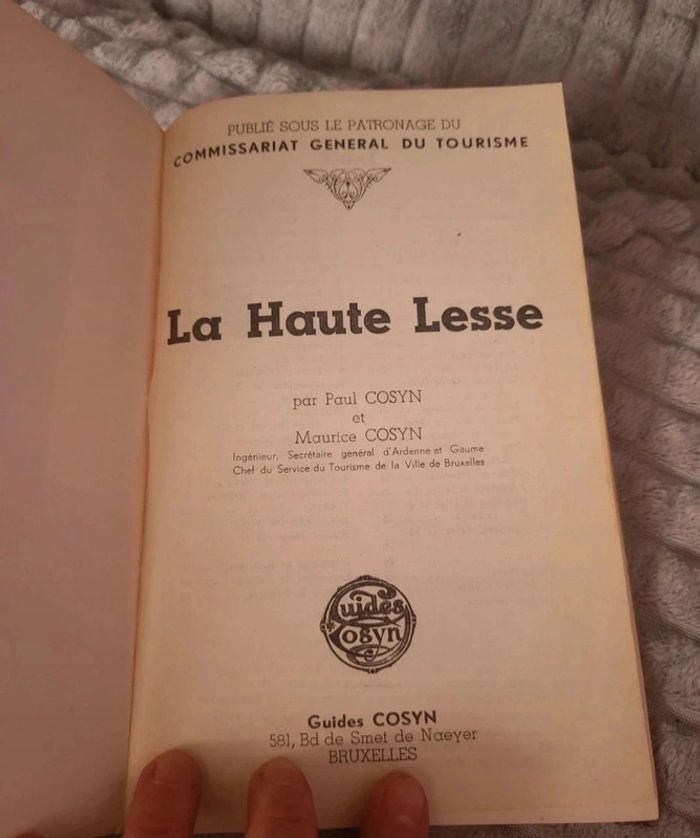 PUBLIÉ SOUS LE PATRONAGE DU
COMMISSARIAT GENERAL DU TOURISME
La Haute Lesse
par Paul COSYN
et
Maurice COSYN
Ingénieur, Secrétaire général d'Ardenne et Gaume
Chef du Service du Tourisme de la Ville de Bruxelles
Guides
Cosyn
Guides COSYN
581, Bd de Smet de Naeyer
BRUXELLES